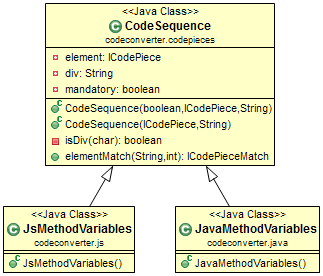 <<Java Class>>
CodeSequence
codeconverter.codepieces
element: ICodePiece
div: String
mandatory: boolean
CodeSequence(boolean,ICodePiece,String)
CodeSequence(ICodePiece,String)
isDiv(char): boolean
elementMatch(String,int): ICodePieceMatch
<<Java Class>>
JsMethodVariables
codeconverter.js
JsMethodVariables()
<<Java Class>>
JavaMethodVariables
codeconverter.java
JavaMethodVariables()